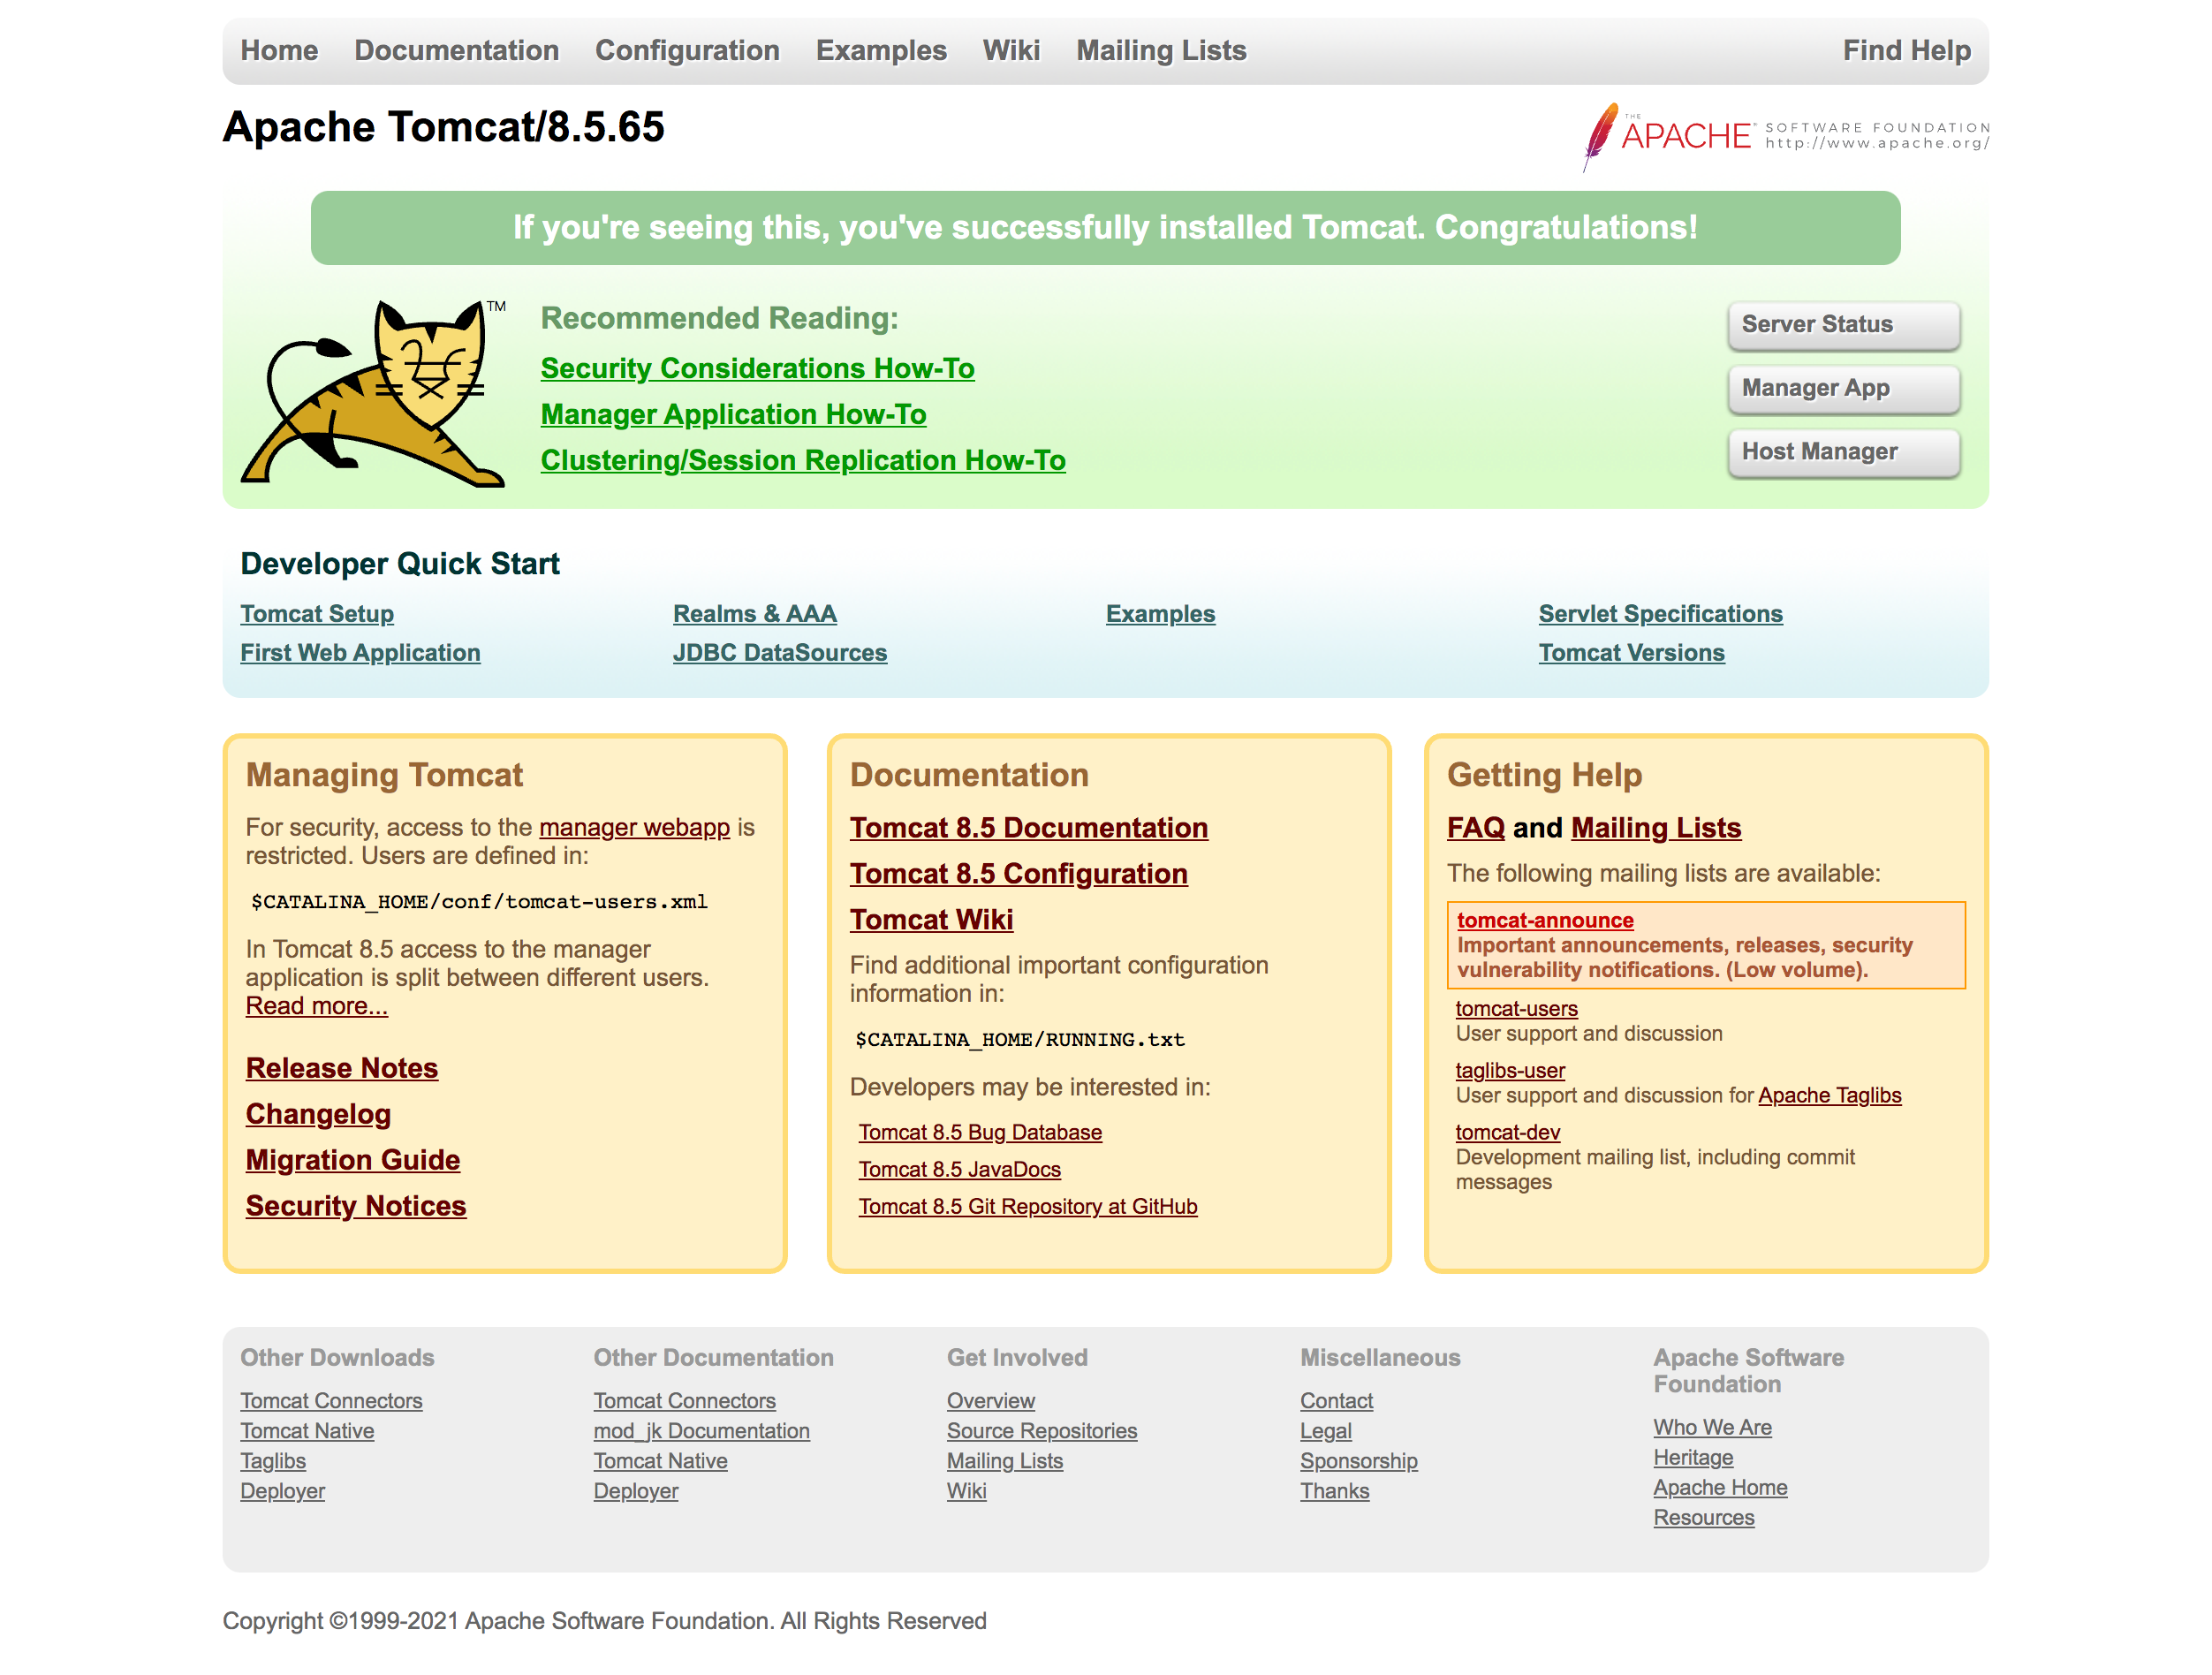 Home Documentation Configuration Examples Wiki Mailing Lists Find Help
Apache Tomcat/8.5.65
THE APACHE® SOFTWARE FOUNDATION
http://www.apache.org/
If you're seeing this, you've successfully installed Tomcat. Congratulations!
TM
Recommended Reading:
Security Considerations How-To
Manager Application How-To
Clustering/Session Replication How-To
Server Status
Manager App
Host Manager
Developer Quick Start
Tomcat Setup
First Web Application
Realms & AAA
JDBC DataSources
Examples
Servlet Specifications
Tomcat Versions
Managing Tomcat
For security, access to the manager webapp is
restricted. Users are defined in:
$CATALINA_HOME/conf/tomcat-users.xml
In Tomcat 8.5 access to the manager
application is split between different users.
Read more...
Release Notes
Changelog
Migration Guide
Security Notices
Documentation
Tomcat 8.5 Documentation
Tomcat 8.5 Configuration
Tomcat Wiki
Find additional important configuration
information in:
$CATALINA_HOME/RUNNING.txt
Developers may be interested in:
Tomcat 8.5 Bug Database
Tomcat 8.5 JavaDocs
Tomcat 8.5 Git Repository at GitHub
Getting Help
FAQ and Mailing Lists
The following mailing lists are available:
tomcat-announce
Important announcements, releases, security
vulnerability notifications. (Low volume).
tomcat-users
User support and discussion
taglibs-user
User support and discussion for Apache Taglibs
tomcat-dev
Development mailing list, including commit
messages
Other Downloads
Tomcat Connectors
Tomcat Native
Taglibs
Deployer
Other Documentation
Tomcat Connectors
mod_jk Documentation
Tomcat Native
Deployer
Get Involved
Overview
Source Repositories
Mailing Lists
Wiki
Miscellaneous
Contact
Legal
Sponsorship
Thanks
Apache Software
Foundation
Who We Are
Heritage
Apache Home
Resources
Copyright ©1999-2021 Apache Software Foundation. All Rights Reserved